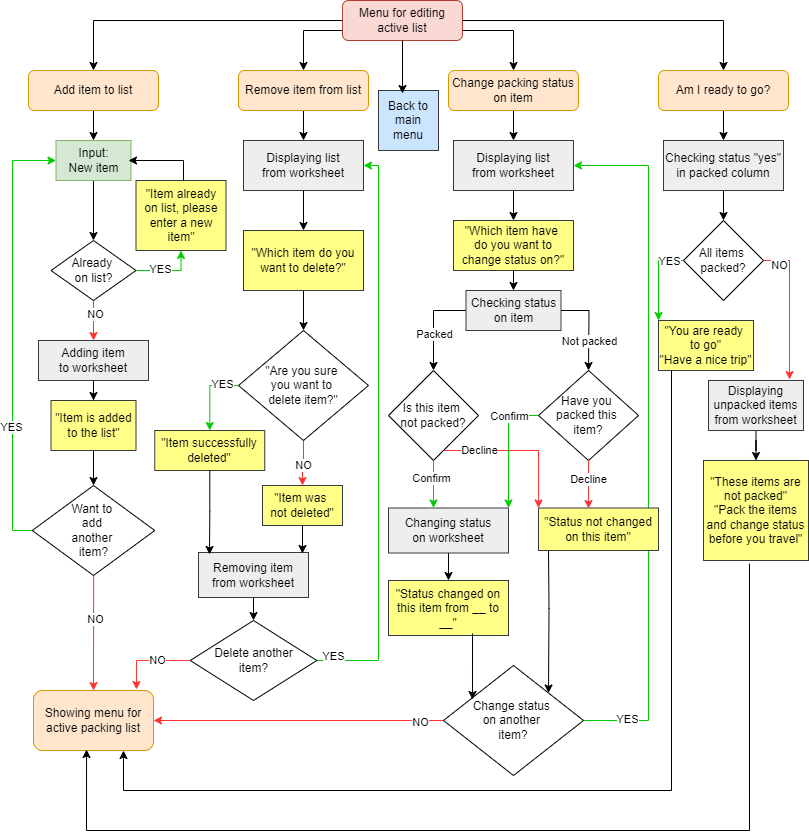 Menu for editing
active list
Add item to list
Remove item from list
Back to
main
menu
Change packing status
on item
Am I ready to go?
Input:
New item
"Item already
on list, please
enter a new
item"
Already
on list?
YES
NO
Adding item
to worksheet
"Item is added
to the list"
YES
Want to
add
another
item?
NO
Displaying list
from worksheet
"Which item do you
want to delete?"
"Are you sure
you want to
delete item?"
YES
"Item successfully
deleted"
NO
"Item was
not deleted"
Removing item
from worksheet
Delete another
item?
YES
NO
Displaying list
from worksheet
"Which item have
do you want to
change status on?"
Checking status
on item
Packed
Not packed
Is this item
not packed?
Confirm
Have you
packed this
item?
Decline
Confirm
Decline
Changing status
on worksheet
"Status not changed
on this item"
"Status changed on
this item from __ to
__"
Change status
on another
item?
NO
YES
Checking status "yes"
in packed column
All items
packed?
YES
NO
"You are ready
to go"
"Have a nice trip"
Displaying
unpacked items
from worksheet
"These items are
not packed"
"Pack the items
and change status
before you travel"
Showing menu for
active packing list